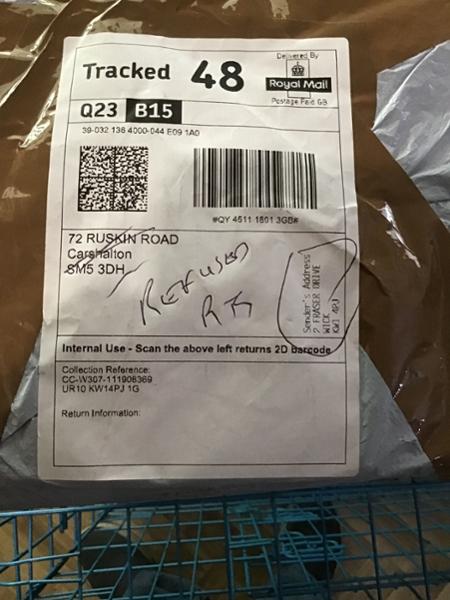 Delivered By
Tracked 48
Royal Mail
Postage Paid GB
Q23 B15
39-032 136 4000-044 E09 1A0
#QY 4511 1891 3GB#
72 RUSKIN ROAD
Carshalton
SM5 3DH
REFUSED
Sender's Address
2 FRASER DRIVE
WICK
KW1 4PJ
Internal Use - Scan the above left returns 2D barcode
Collection Reference:
CC-W307-111906369
UR10 KW14PJ 1G
Return Information: